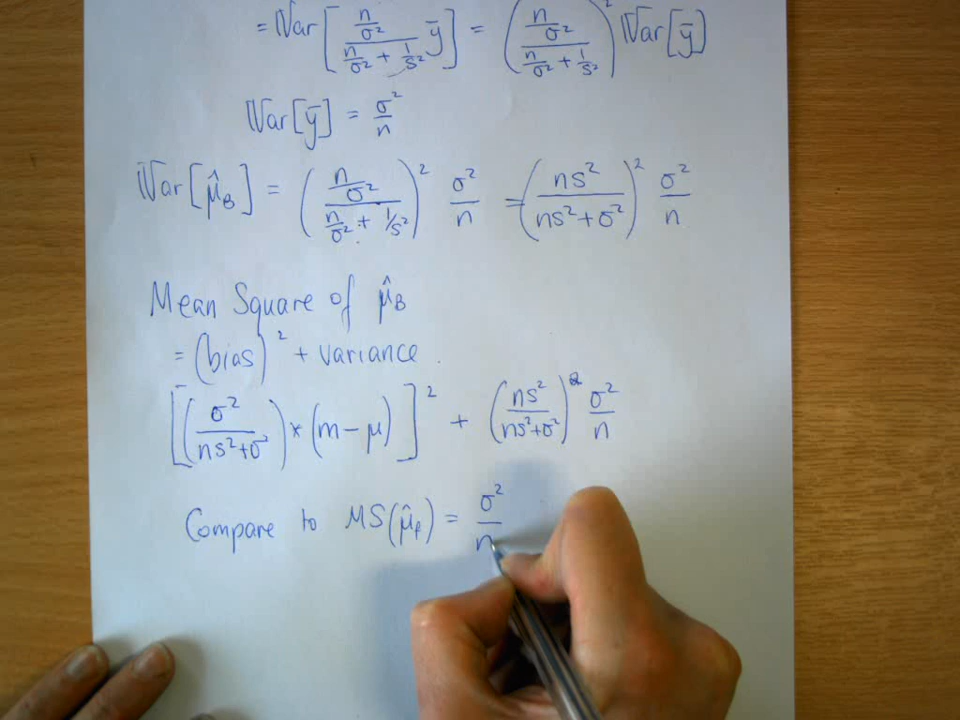 = Var[ (n/σ²)/(n/σ² + 1/s²) ȳ ] = ( (n/σ²)/(n/σ² + 1/s²) )² Var[ȳ]
Var[ȳ] = σ²/n
Var[μ̂_B] = ( (n/σ²)/(n/σ² + 1/s²) )² σ²/n = ( ns²/(ns² + σ²) )² σ²/n
Mean Square of μ̂_B
= (bias)² + variance.
[ ( σ²/(ns² + σ²) ) * (m − μ) ]² + ( ns²/(ns² + σ²) )² σ²/n
Compare to MS(μ̂_f) = σ²/n